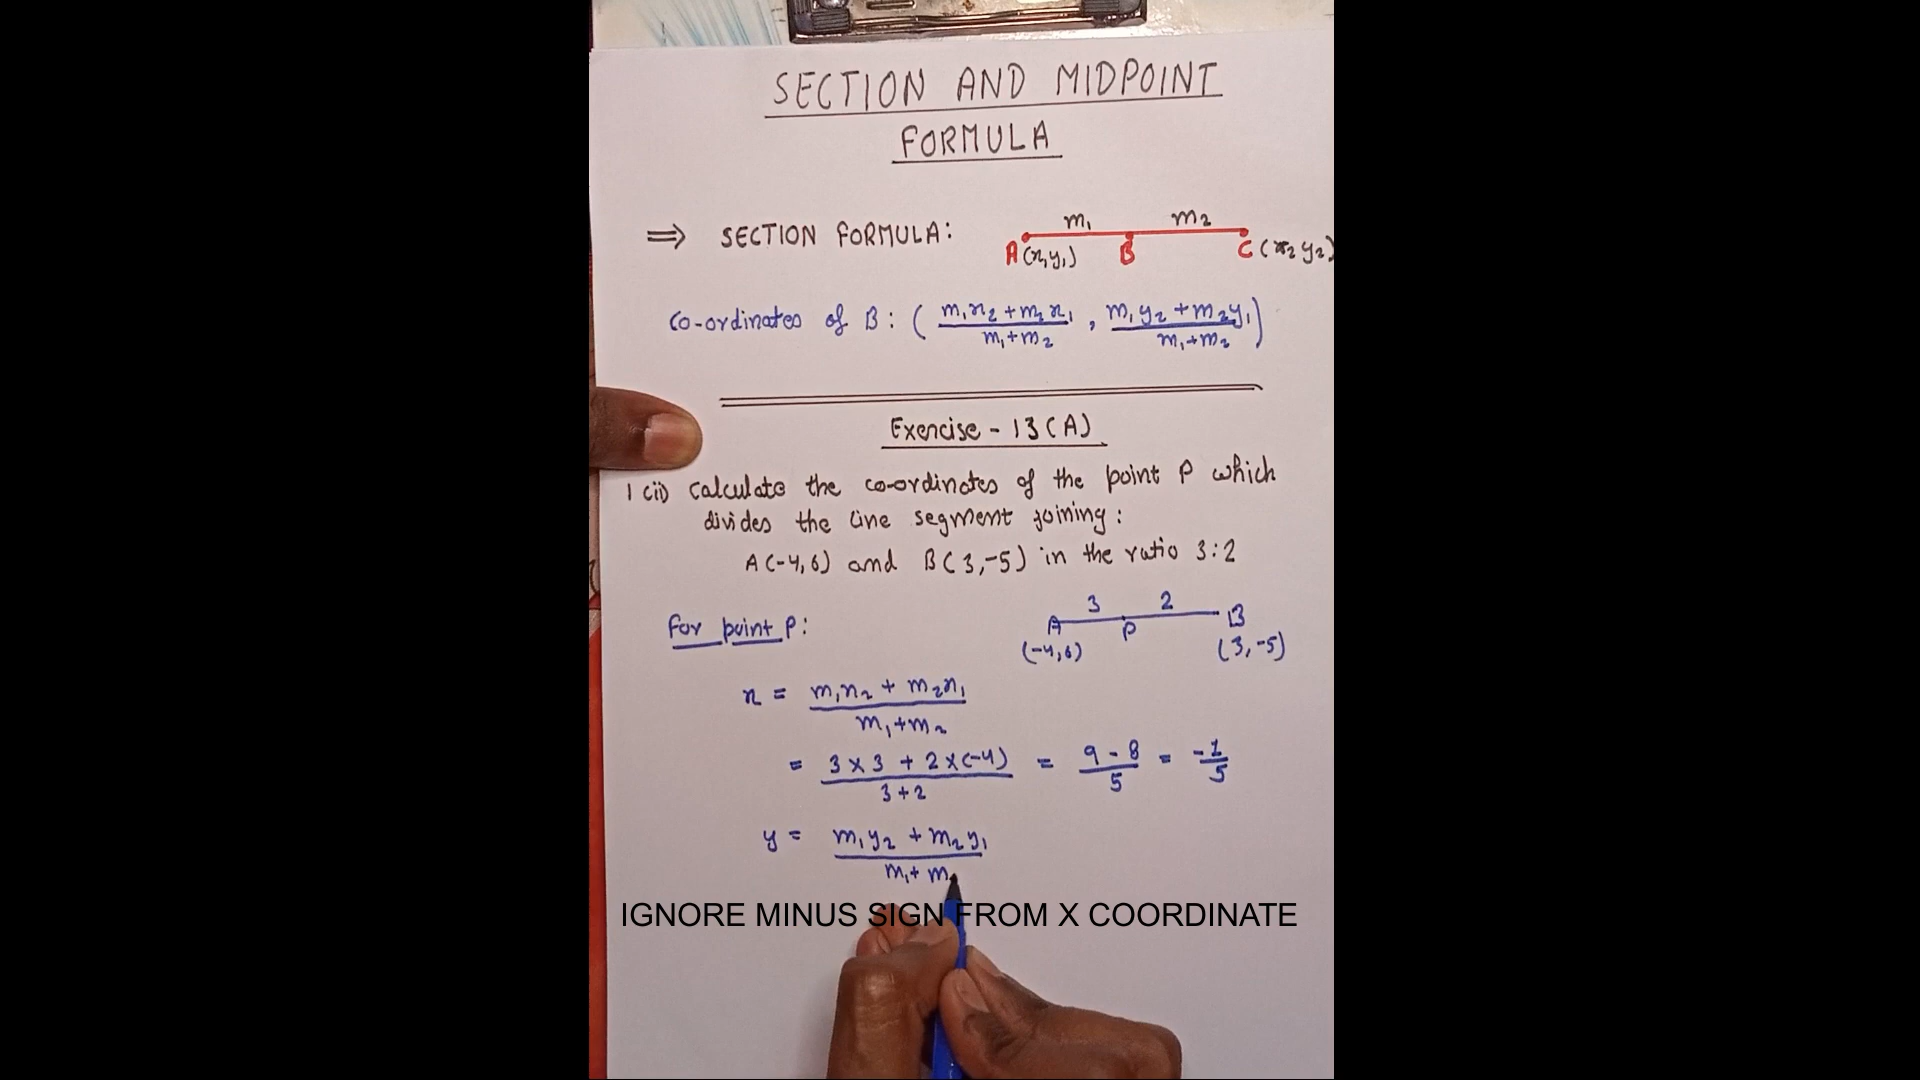 SECTION AND MIDPOINT
FORMULA
⇒ SECTION FORMULA:
m₁ m₂
A(x₁y₁) B C(x₂ y₂)
Co-ordinates of B: ( (m₁x₂+m₂x₁)/(m₁+m₂) , (m₁y₂+m₂y₁)/(m₁+m₂) )
Exercise - 13(A)
1 (ii) Calculate the co-ordinates of the point P which
divides the line segment joining:
A(-4,6) and B(3,-5) in the ratio 3:2
3 2
For point P:
A P B
(-4,6) (3,-5)
x = (m₁x₂ + m₂x₁)/(m₁+m₂)
= (3×3 + 2×(-4))/(3+2) = (9-8)/5 = -1/5
y = (m₁y₂ + m₂y₁)/(m₁+m
IGNORE MINUS SIGN FROM X COORDINATE